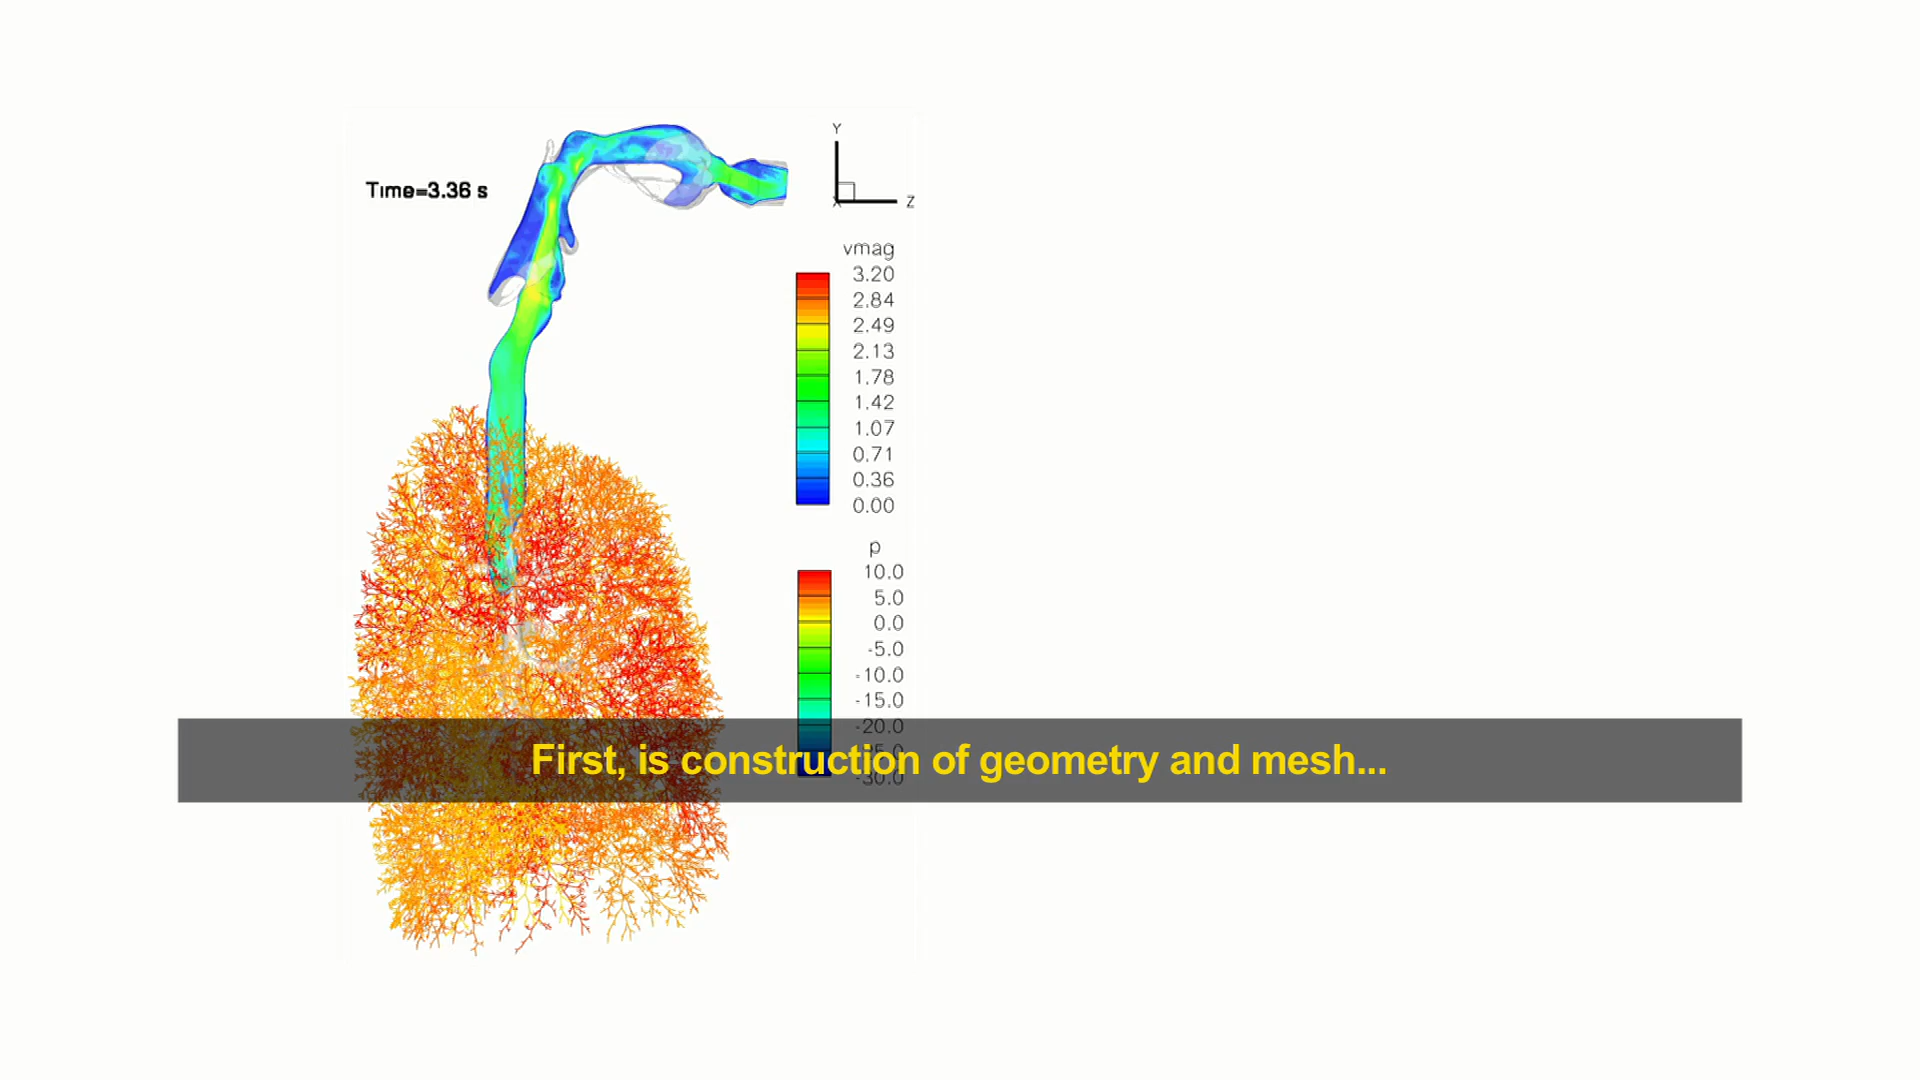 Y
Time=3.36 s
X
Z
vmag
3.20
2.84
2.49
2.13
1.78
1.42
1.07
0.71
0.36
0.00
p
10.0
5.0
0.0
-5.0
-10.0
-15.0
-20.0
-30.0
First, is construction of geometry and mesh...